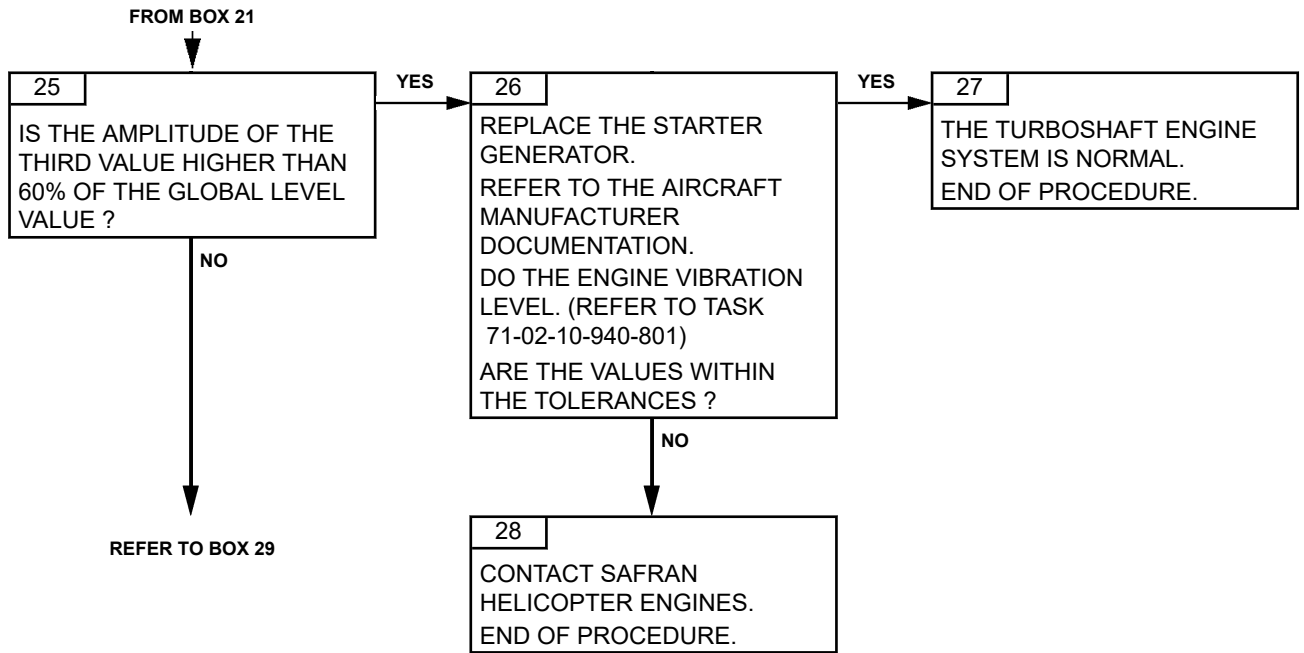 FROM BOX 21
25
IS THE AMPLITUDE OF THE
THIRD VALUE HIGHER THAN
60% OF THE GLOBAL LEVEL
VALUE ?
YES
26
REPLACE THE STARTER
GENERATOR.
REFER TO THE AIRCRAFT
MANUFACTURER
DOCUMENTATION.
DO THE ENGINE VIBRATION
LEVEL. (REFER TO TASK
71-02-10-940-801)
ARE THE VALUES WITHIN
THE TOLERANCES ?
YES
27
THE TURBOSHAFT ENGINE
SYSTEM IS NORMAL.
END OF PROCEDURE.
NO
REFER TO BOX 29
NO
28
CONTACT SAFRAN
HELICOPTER ENGINES.
END OF PROCEDURE.